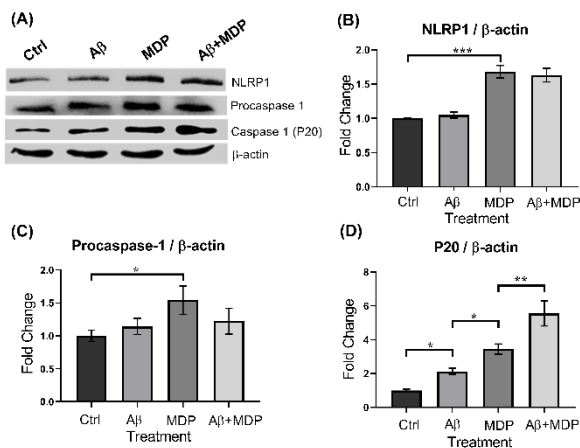 (A)
Ctrl Aβ MDP Aβ+MDP
NLRP1
Procaspase 1
Caspase 1 (P20)
β-actin
(B)
NLRP1 / β-actin
Fold Change
2.0
1.5
1.0
0.5
0.0
***
Ctrl Aβ MDP Aβ+MDP
Treatment
(C)
Procaspase-1 / β-actin
Fold Change
2.0
1.5
1.0
0.5
0.0
*
Ctrl Aβ MDP Aβ+MDP
Treatment
(D)
P20 / β-actin
Fold Change
8
6
4
2
0
* * **
Ctrl Aβ MDP Aβ+MDP
Treatment